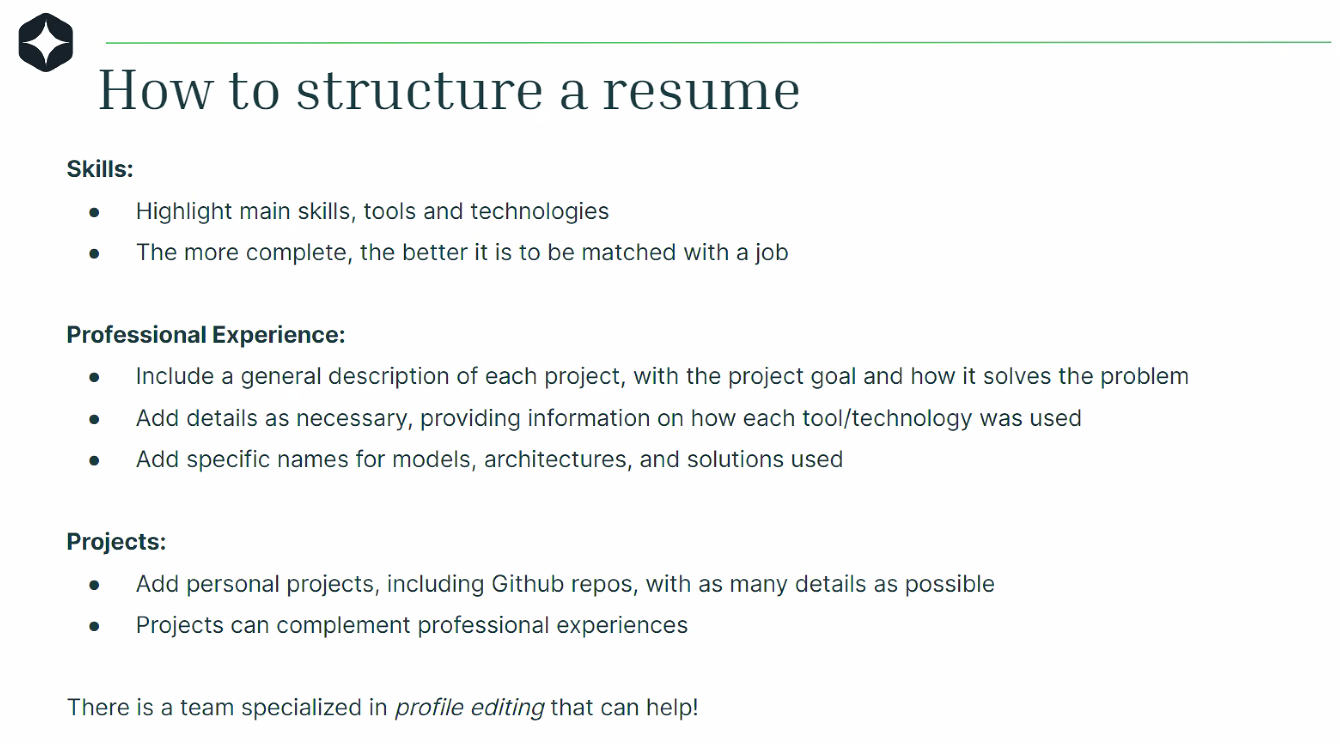 How to structure a resume
Skills:
● Highlight main skills, tools and technologies
● The more complete, the better it is to be matched with a job
Professional Experience:
● Include a general description of each project, with the project goal and how it solves the problem
● Add details as necessary, providing information on how each tool/technology was used
● Add specific names for models, architectures, and solutions used
Projects:
● Add personal projects, including Github repos, with as many details as possible
● Projects can complement professional experiences
There is a team specialized in profile editing that can help!